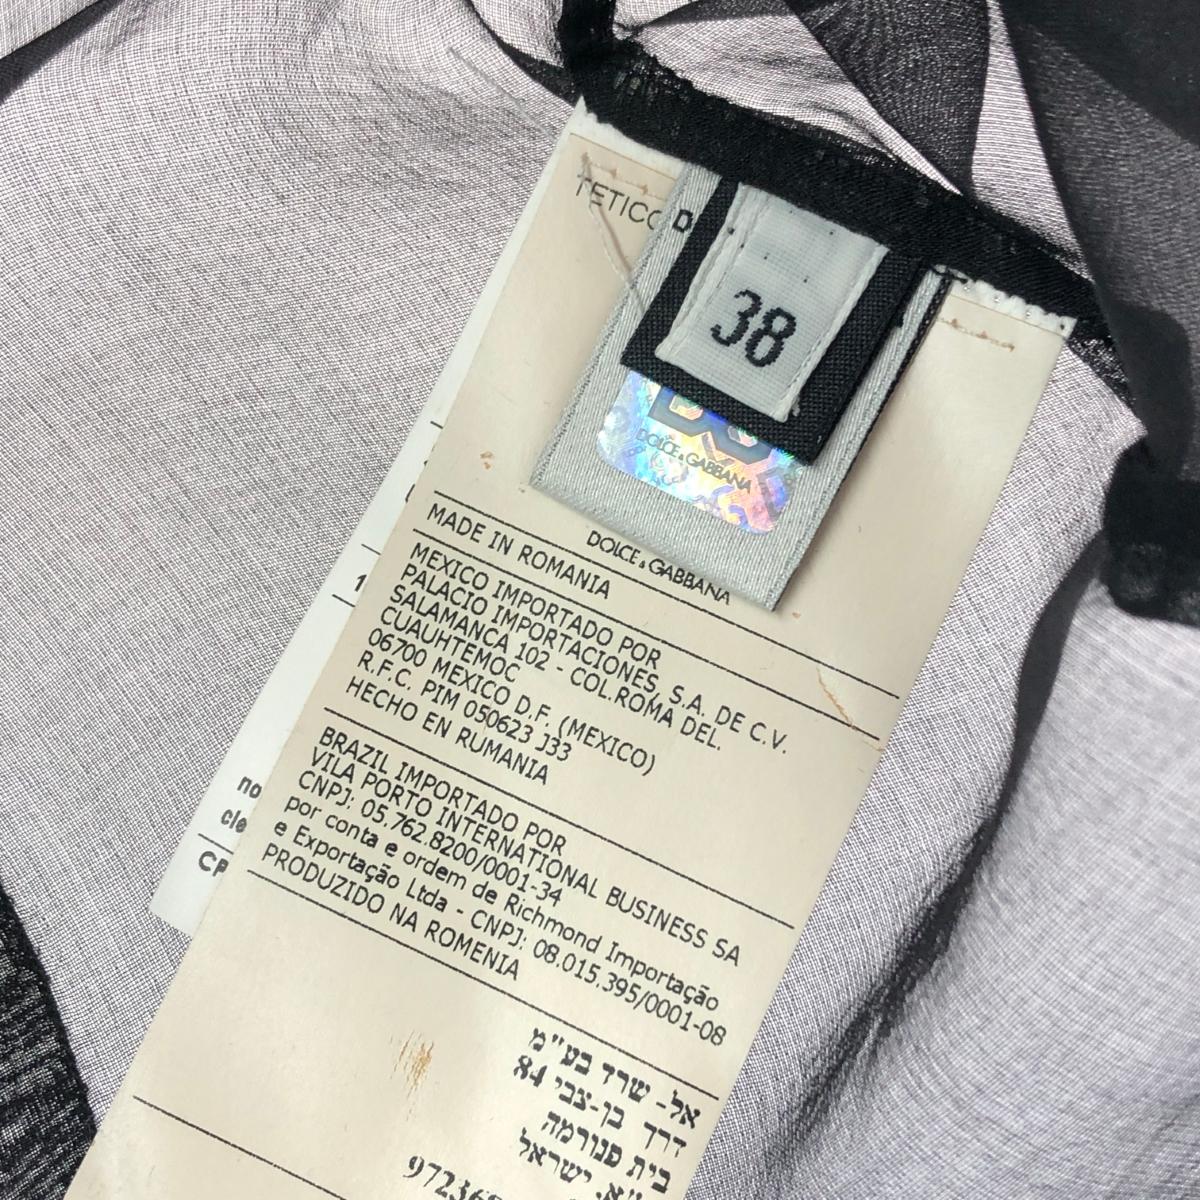 38
DOLCE & GABBANA
DOLCE & GABBANA
MADE IN ROMANIA
MEXICO IMPORTADO POR
PALACIO IMPORTACIONES, S.A. DE C.V.
SALAMANCA 102 - COL.ROMA DEL.
CUAUHTEMOC
06700 MEXICO D.F. (MEXICO)
R.F.C. PIM 050623 J33
HECHO EN RUMANIA
BRAZIL IMPORTADO POR
VILA PORTO INTERNATIONAL BUSINESS SA
CNPJ: 05.762.8200/0001-34
por conta e ordem de Richmond Importação
e Exportação Ltda - CNPJ: 08.015.395/0001-08
PRODUZIDO NA ROMENIA
אל- שרד בע"מ
דרך בן-צבי 84
בית פנורמה
ישראל